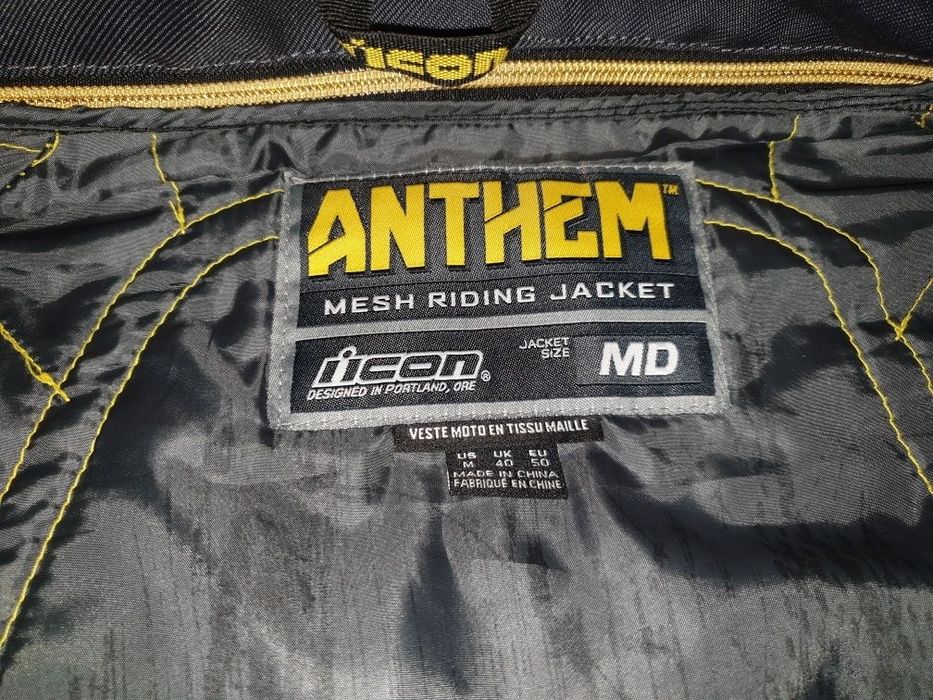 icon
ANTHEM™
MESH RIDING JACKET
icon®
DESIGNED IN PORTLAND, ORE
JACKET
SIZE
MD
VESTE MOTO EN TISSU MAILLE
US UK EU
M 40 50
MADE IN CHINA
FABRIQUÉ EN CHINE